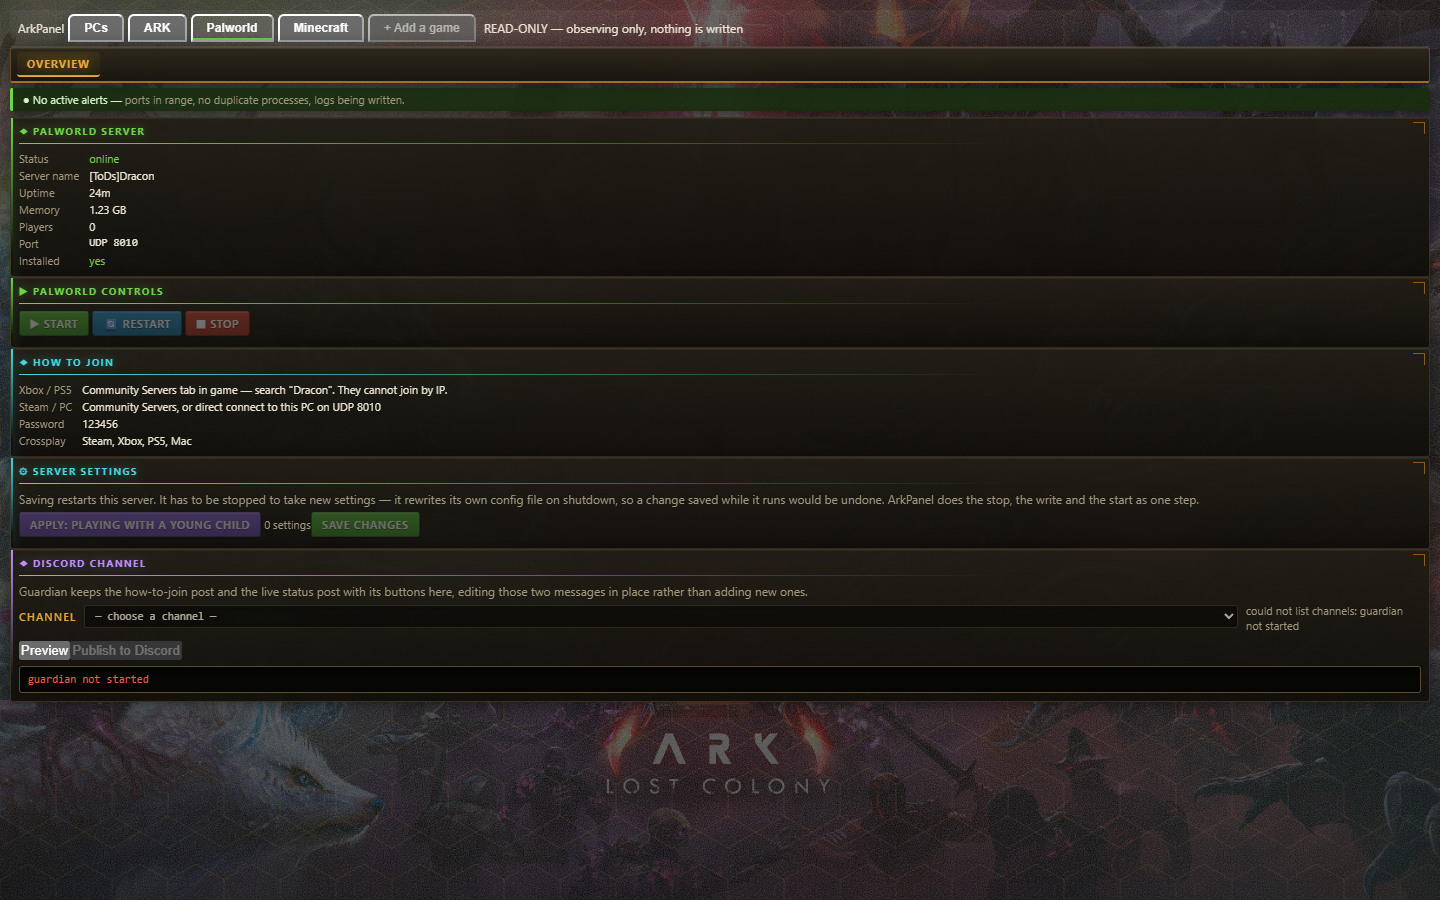 ArkPanel PCs ARK Palworld Minecraft + Add a game READ-ONLY — observing only, nothing is written
OVERVIEW
● No active alerts — ports in range, no duplicate processes, logs being written.
◆ PALWORLD SERVER
Status online
Server name [ToDs]Dracon
Uptime 24m
Memory 1.23 GB
Players 0
Port UDP 8010
Installed yes
▶ PALWORLD CONTROLS
▶ START RESTART ■ STOP
◆ HOW TO JOIN
Xbox / PS5 Community Servers tab in game — search "Dracon". They cannot join by IP.
Steam / PC Community Servers, or direct connect to this PC on UDP 8010
Password 123456
Crossplay Steam, Xbox, PS5, Mac
⚙ SERVER SETTINGS
Saving restarts this server. It has to be stopped to take new settings — it rewrites its own config file on shutdown, so a change saved while it runs would be undone. ArkPanel does the stop, the write and the start as one step.
APPLY: PLAYING WITH A YOUNG CHILD 0 settings SAVE CHANGES
◆ DISCORD CHANNEL
Guardian keeps the how-to-join post and the live status post with its buttons here, editing those two messages in place rather than adding new ones.
CHANNEL — choose a channel — could not list channels: guardian
not started
Preview Publish to Discord
guardian not started
ARK
LOST COLONY